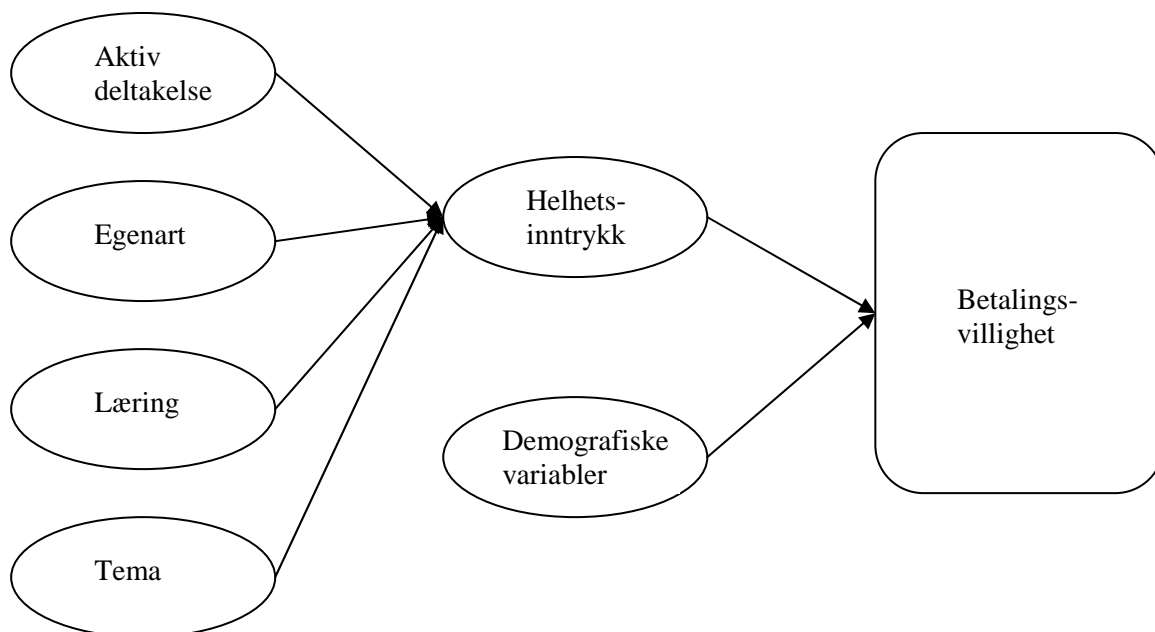 Aktiv
deltakelse
Egenart
Læring
Tema
Helhets-
inntrykk
Demografiske
variabler
Betalings-
villighet